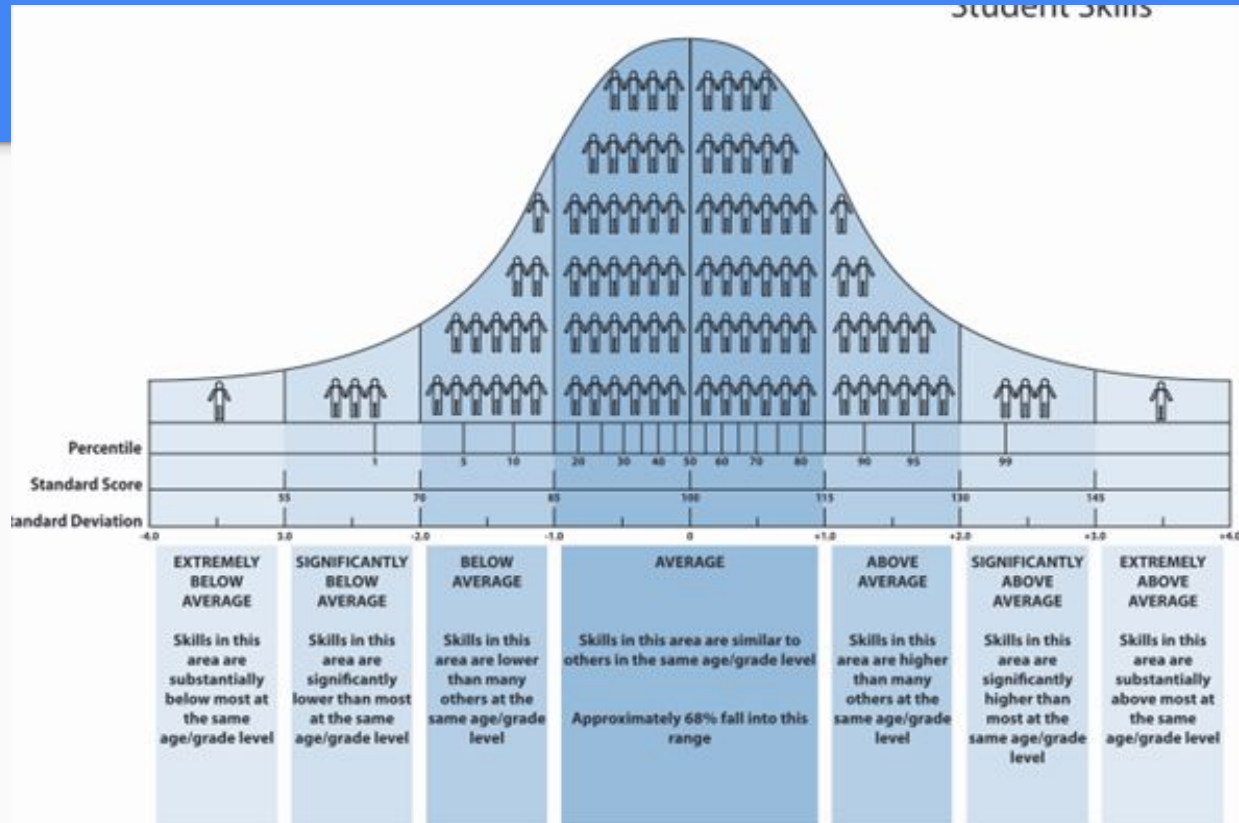 Student Skills
Percentile
1 5 10 20 30 40 50 60 70 80 90 95 99
Standard Score
55 70 85 100 115 130 145
tandard Deviation
-4.0 3.0 -2.0 -1.0 0 +1.0 +2.0 +3.0 +4.0
EXTREMELY
BELOW
AVERAGE
Skills in this
area are
substantially
below most at
the same
age/grade level
SIGNIFICANTLY
BELOW
AVERAGE
Skills in this
area are
significantly
lower than most
at the same
age/grade level
BELOW
AVERAGE
Skills in this
area are lower
than many
others at the
same age/grade
level
AVERAGE
Skills in this area are similar to
others in the same age/grade level
Approximately 68% fall into this
range
ABOVE
AVERAGE
Skills in this
area are higher
than many
others at the
same age/grade
level
SIGNIFICANTLY
ABOVE
AVERAGE
Skills in this
area are
significantly
higher than
most at the
same age/grade
level
EXTREMELY
ABOVE
AVERAGE
Skills in this
area are
substantially
above most at
the same
age/grade level